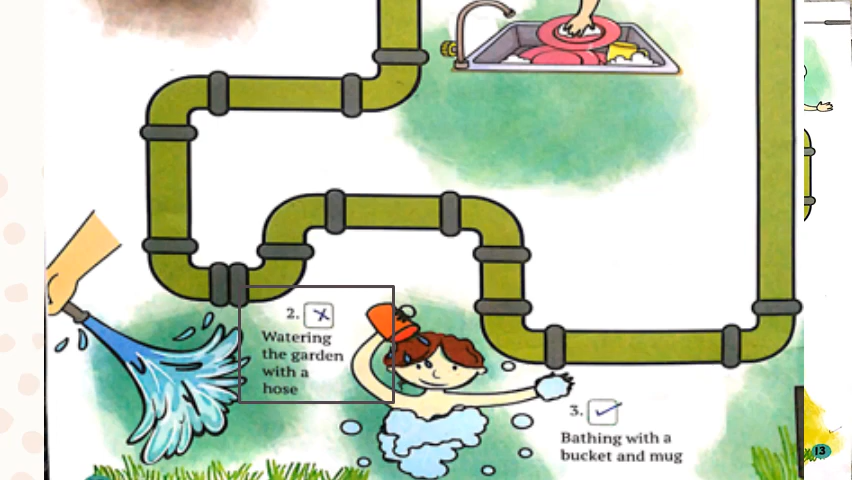 2.
Watering
the garden
with a
hose
3.
Bathing with a
bucket and mug
13